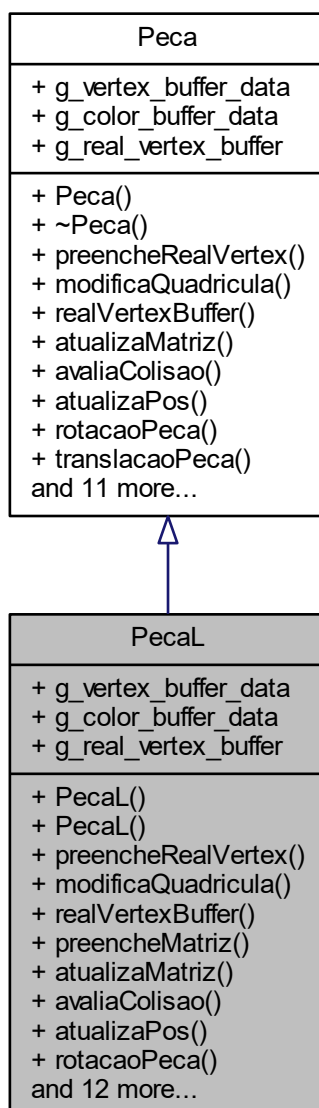 Peca
+ g_vertex_buffer_data
+ g_color_buffer_data
+ g_real_vertex_buffer
+ Peca()
+ ~Peca()
+ preencheRealVertex()
+ modificaQuadricula()
+ realVertexBuffer()
+ atualizaMatriz()
+ avaliaColisao()
+ atualizaPos()
+ rotacaoPeca()
+ translacaoPeca()
and 11 more...
PecaL
+ g_vertex_buffer_data
+ g_color_buffer_data
+ g_real_vertex_buffer
+ PecaL()
+ PecaL()
+ preencheRealVertex()
+ modificaQuadricula()
+ realVertexBuffer()
+ preencheMatriz()
+ atualizaMatriz()
+ avaliaColisao()
+ atualizaPos()
+ rotacaoPeca()
and 12 more...